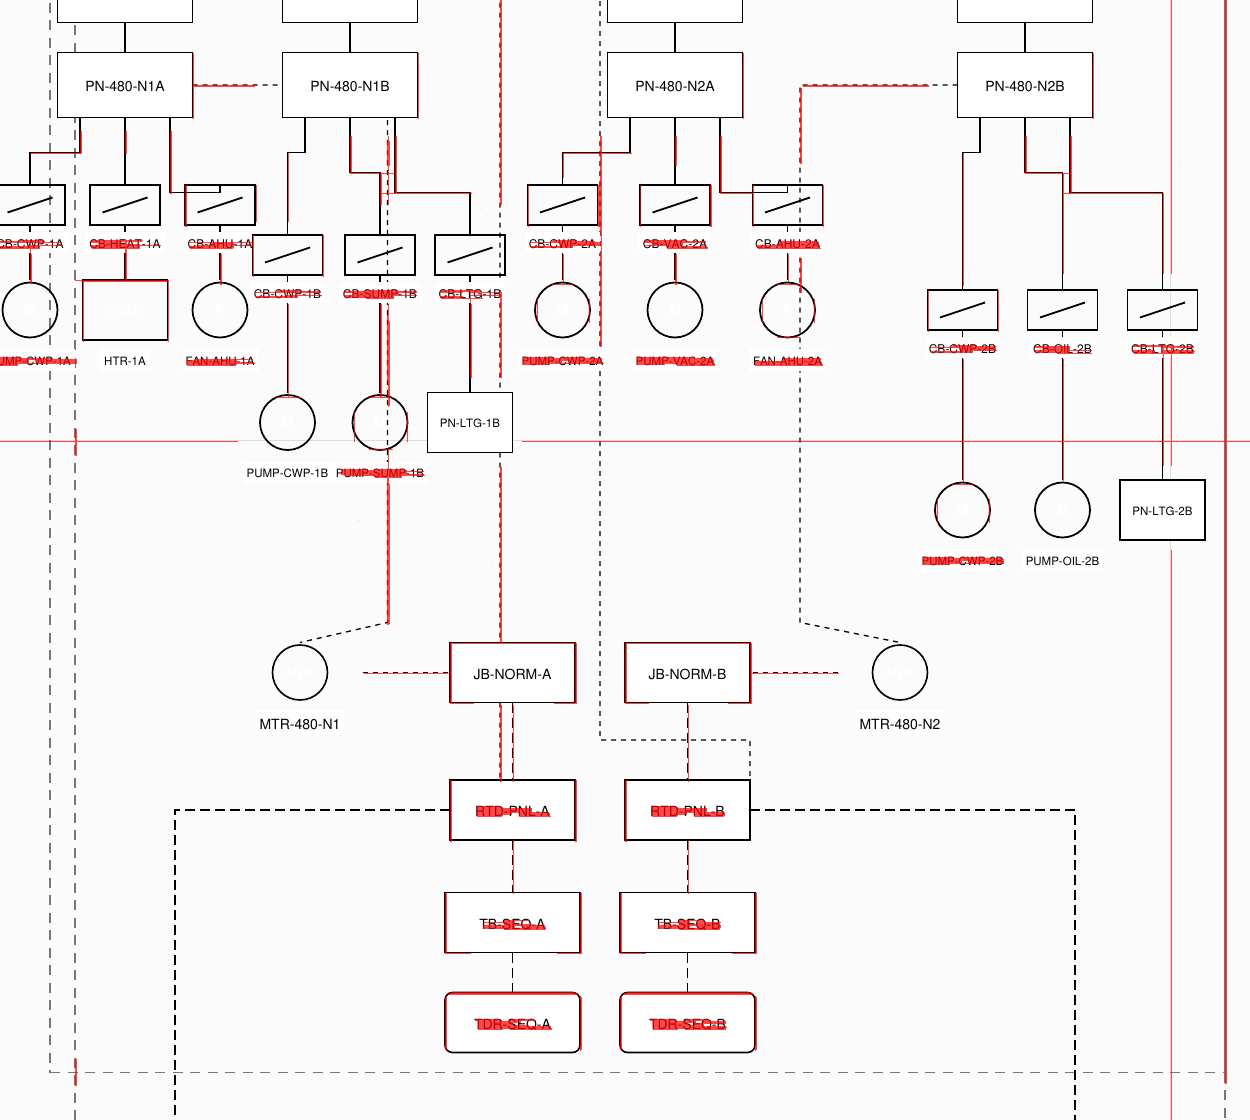 PN-480-N1A
PN-480-N1B
PN-480-N2A
PN-480-N2B
CB-CWP-1A
CB-HEAT-1A
CB-AHU-1A
CB-CWP-2A
CB-VAC-2A
CB-AHU-2A
CB-CWP-1B
CB-SUMP-1B
CB-LTG-1B
CB-CWP-2B
CB-OIL-2B
CB-LTG-2B
UMP-CWP-1A
HTR-1A
FAN-AHU-1A
PUMP-CWP-2A
PUMP-VAC-2A
FAN-AHU-2A
PN-LTG-1B
PUMP-CWP-1B
PUMP-SUMP-1B
PN-LTG-2B
PUMP-CWP-2B
PUMP-OIL-2B
JB-NORM-A
JB-NORM-B
MTR-480-N1
MTR-480-N2
RTD-PNL-A
RTD-PNL-B
TB-SEQ-A
TB-SEQ-B
TDR-SEQ-A
TDR-SEQ-B